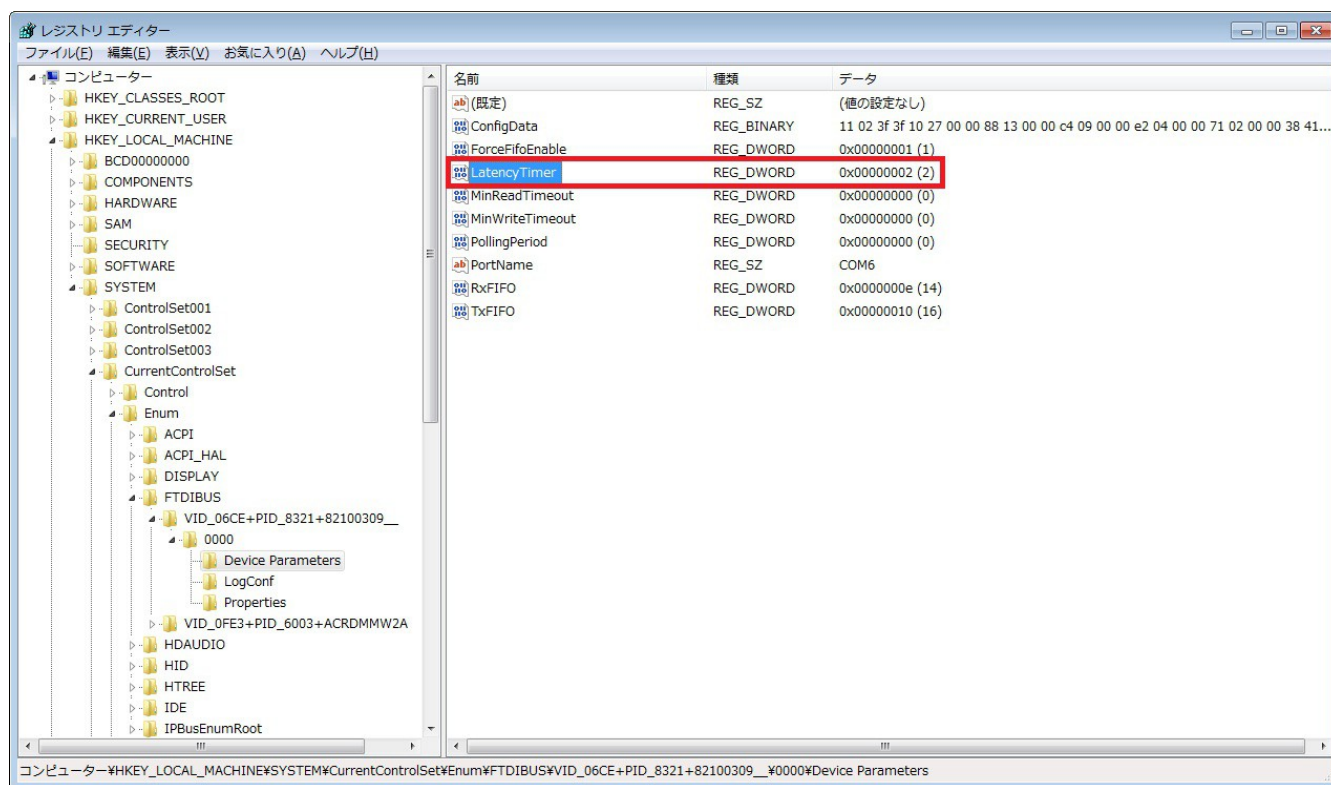 レジストリ エディター
ファイル(F) 編集(E) 表示(V) お気に入り(A) ヘルプ(H)
コンピューター
HKEY_CLASSES_ROOT
HKEY_CURRENT_USER
HKEY_LOCAL_MACHINE
BCD00000000
COMPONENTS
HARDWARE
SAM
SECURITY
SOFTWARE
SYSTEM
ControlSet001
ControlSet002
ControlSet003
CurrentControlSet
Control
Enum
ACPI
ACPI_HAL
DISPLAY
FTDIBUS
VID_06CE+PID_8321+82100309__
0000
Device Parameters
LogConf
Properties
VID_0FE3+PID_6003+ACRDMMW2A
HDAUDIO
HID
HTREE
IDE
IPBusEnumRoot
名前 種類 データ
(既定) REG_SZ (値の設定なし)
ConfigData REG_BINARY 11 02 3f 3f 10 27 00 00 88 13 00 00 c4 09 00 00 e2 04 00 00 71 02 00 00 38 41...
ForceFifoEnable REG_DWORD 0x00000001 (1)
LatencyTimer REG_DWORD 0x00000002 (2)
MinReadTimeout REG_DWORD 0x00000000 (0)
MinWriteTimeout REG_DWORD 0x00000000 (0)
PollingPeriod REG_DWORD 0x00000000 (0)
PortName REG_SZ COM6
RxFIFO REG_DWORD 0x0000000e (14)
TxFIFO REG_DWORD 0x00000010 (16)
コンピューター¥HKEY_LOCAL_MACHINE¥SYSTEM¥CurrentControlSet¥Enum¥FTDIBUS¥VID_06CE+PID_8321+82100309__¥0000¥Device Parameters